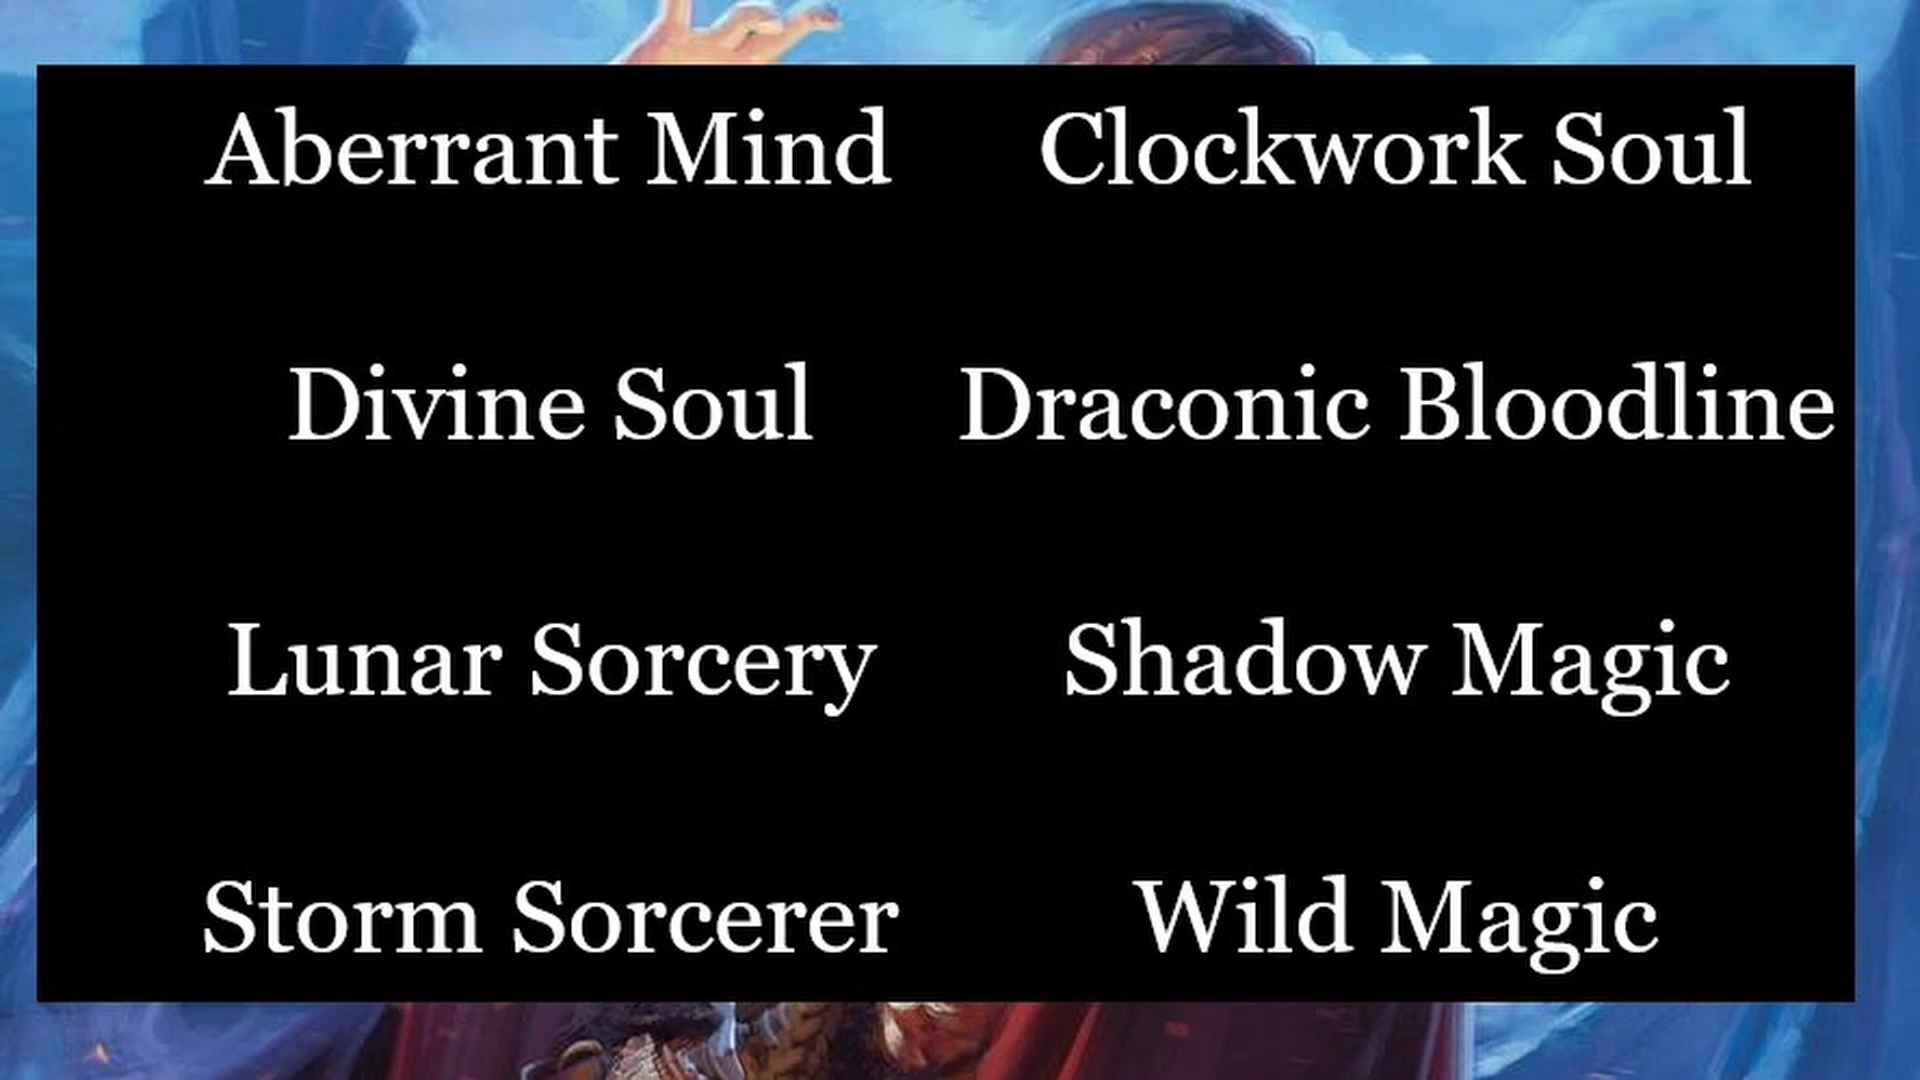 Aberrant Mind
Clockwork Soul
Divine Soul
Draconic Bloodline
Lunar Sorcery
Shadow Magic
Storm Sorcerer
Wild Magic